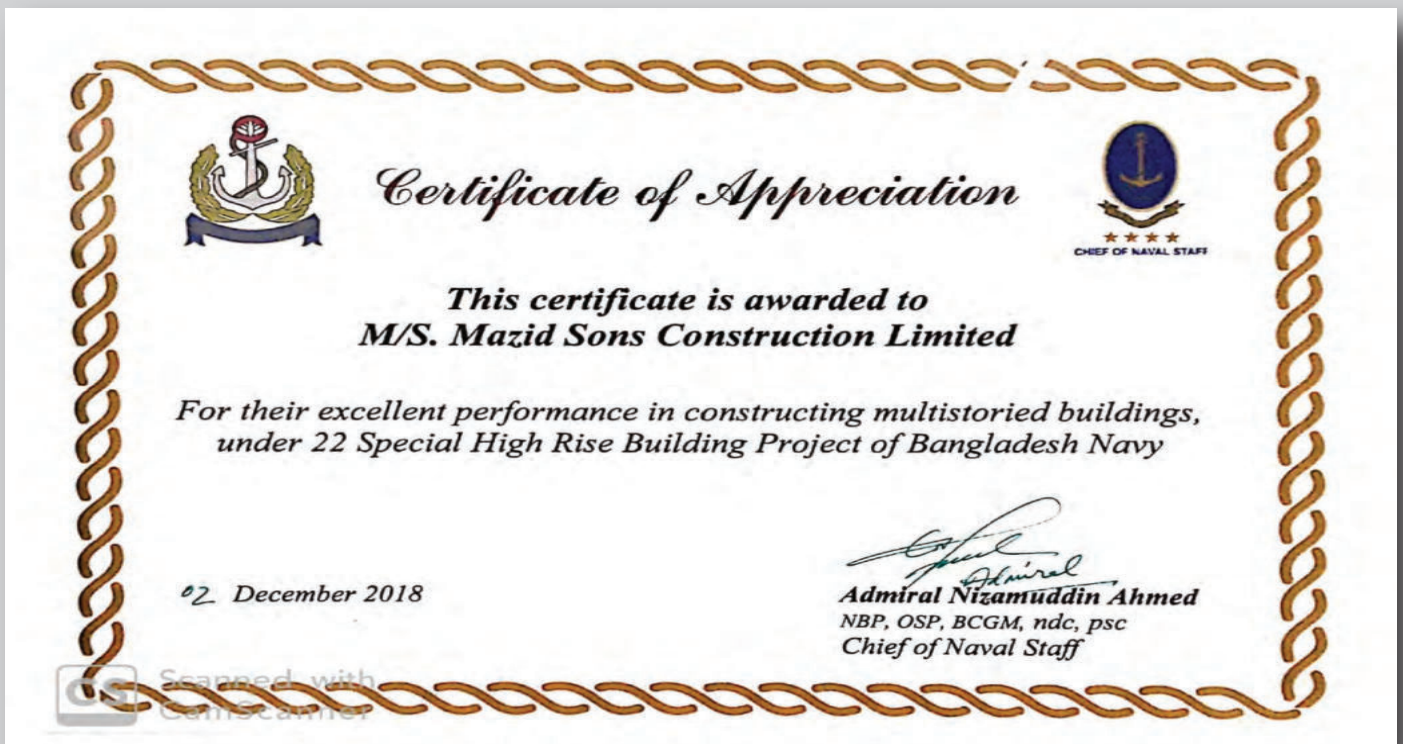 Certificate of Appreciation
CHIEF OF NAVAL STAFF
This certificate is awarded to
M/S. Mazid Sons Construction Limited
For their excellent performance in constructing multistoried buildings,
under 22 Special High Rise Building Project of Bangladesh Navy
Admiral
02 December 2018
Admiral Nizamuddin Ahmed
NBP, OSP, BCGM, ndc, psc
Chief of Naval Staff
CS Scanned with
CamScanner